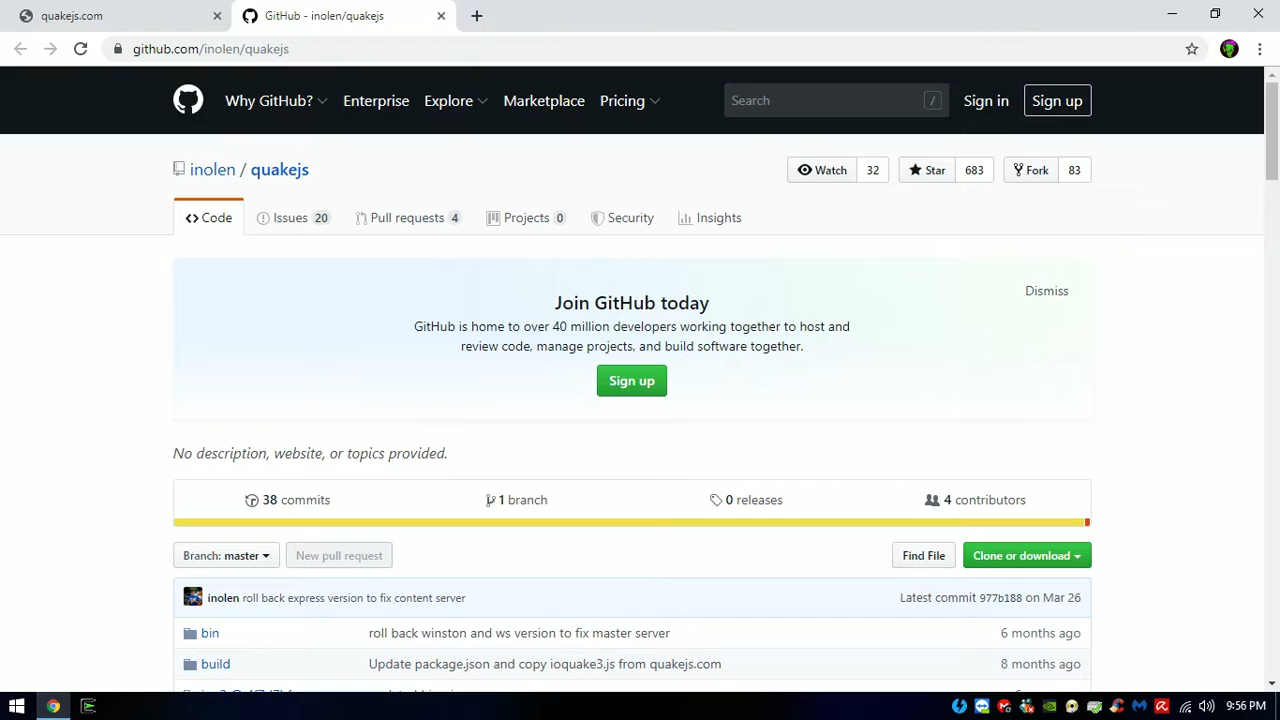 quakejs.com
GitHub - inolen/quakejs
github.com/inolen/quakejs
Why GitHub?
Enterprise
Explore
Marketplace
Pricing
Search
/
Sign in
Sign up
inolen / quakejs
Watch 32
Star 683
Fork 83
Code
Issues 20
Pull requests 4
Projects 0
Security
Insights
Join GitHub today
Dismiss
GitHub is home to over 40 million developers working together to host and
review code, manage projects, and build software together.
Sign up
No description, website, or topics provided.
38 commits
1 branch
0 releases
4 contributors
Branch: master
New pull request
Find File
Clone or download
inolen roll back express version to fix content server
Latest commit 977b188 on Mar 26
bin
roll back winston and ws version to fix master server
6 months ago
build
Update package.json and copy ioquake3.js from quakejs.com
8 months ago
9:56 PM